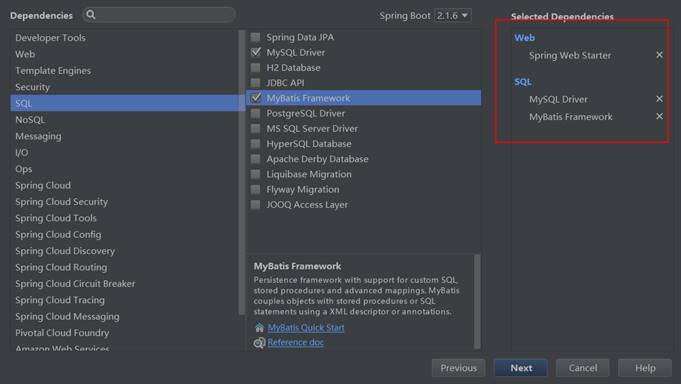 Dependencies
Spring Boot 2.1.6
Selected Dependencies
Developer Tools
Web
Template Engines
Security
SQL
NoSQL
Messaging
I/O
Ops
Spring Cloud
Spring Cloud Security
Spring Cloud Tools
Spring Cloud Config
Spring Cloud Discovery
Spring Cloud Routing
Spring Cloud Circuit Breaker
Spring Cloud Tracing
Spring Cloud Messaging
Pivotal Cloud Foundry
Amazon Web Services
Spring Data JPA
MySQL Driver
H2 Database
JDBC API
MyBatis Framework
PostgreSQL Driver
MS SQL Server Driver
HyperSQL Database
Apache Derby Database
Liquibase Migration
Flyway Migration
JOOQ Access Layer
MyBatis Framework
Persistence framework with support for custom SQL,
stored procedures and advanced mappings. MyBatis
couples objects with stored procedures or SQL
statements using a XML descriptor or annotations.
MyBatis Quick Start
Reference doc
Web
Spring Web Starter
SQL
MySQL Driver
MyBatis Framework
Previous
Next
Cancel
Help